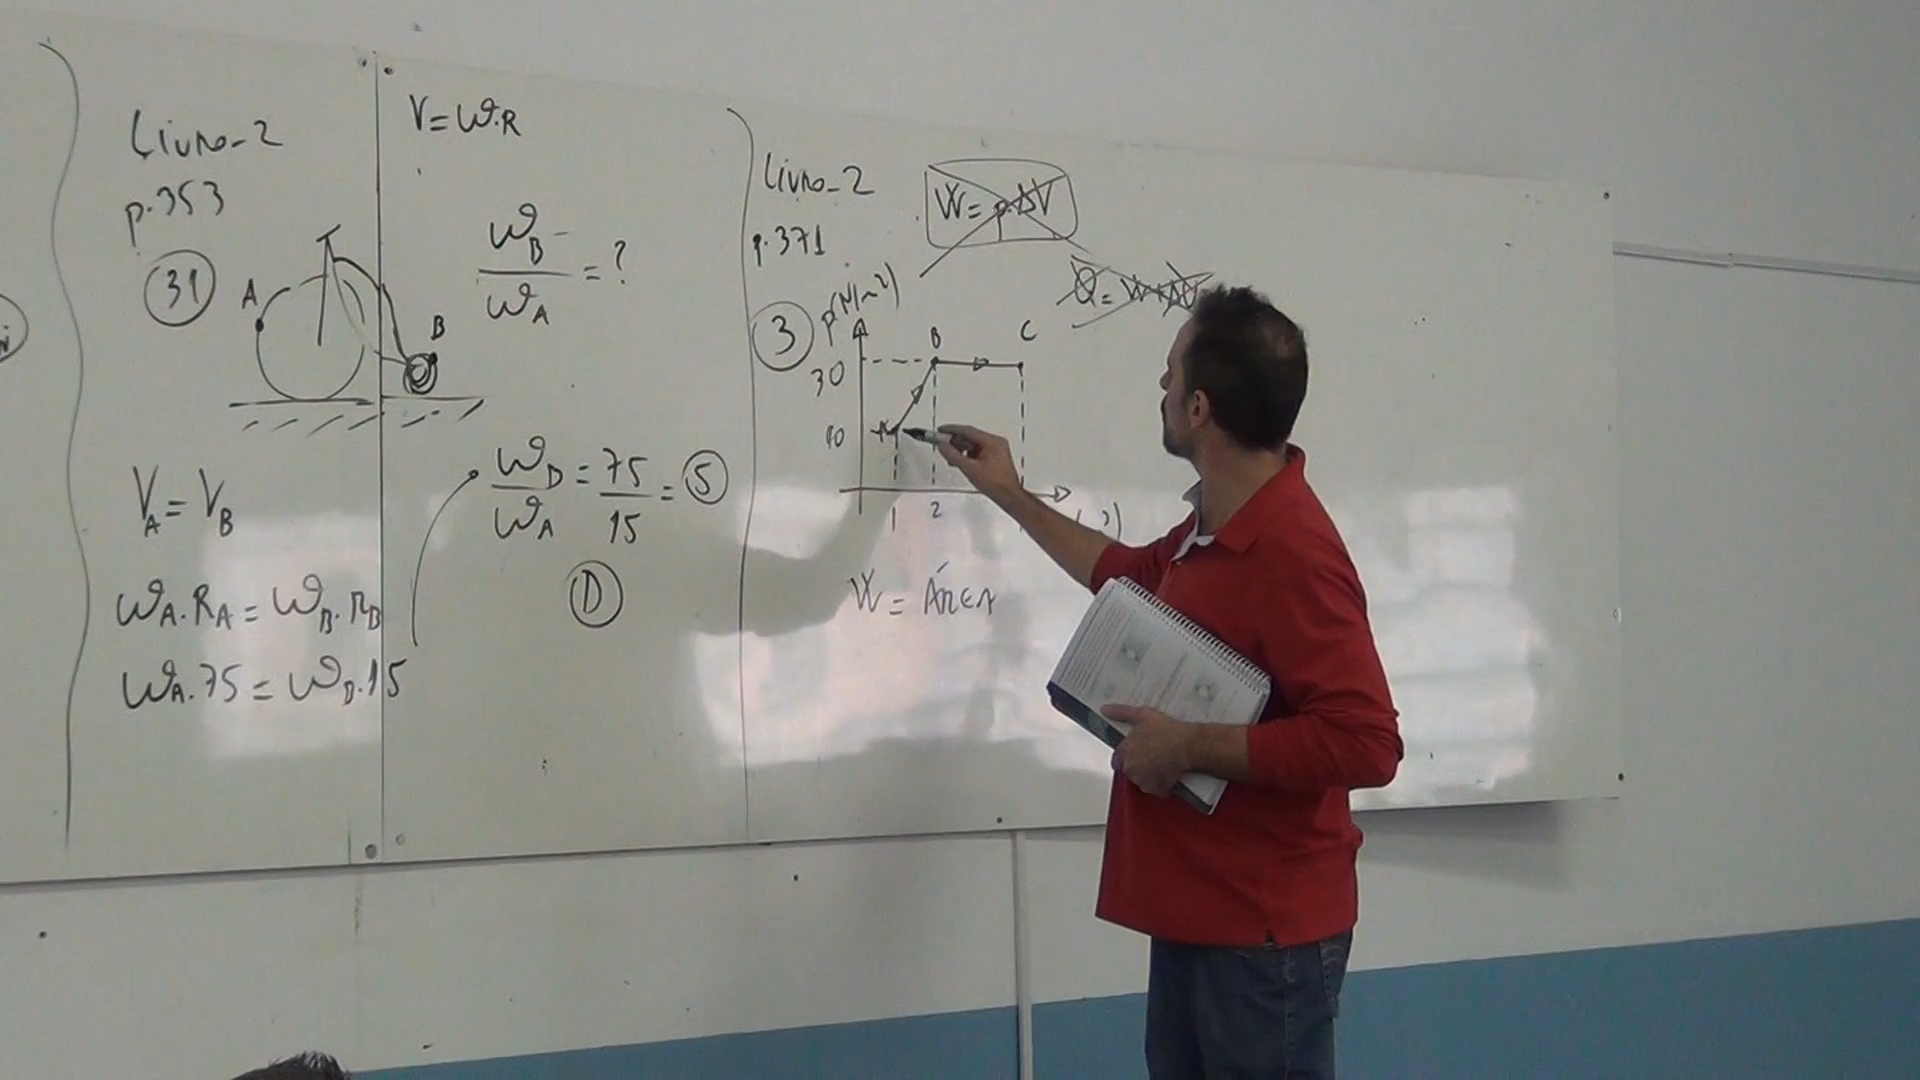 Livro-2
p.353
31
A
B
V=ω.R
ωB
ωA
= ?
VA = VB
ωA.RA = ωB.RB
ωA.75 = ωB.15
ωB = 75 = 5
ωA 15
D
Livro-2
p.371
W = p.ΔV
3
p(N/m²)
B
C
30
10
A
1
2
W = ÁREA